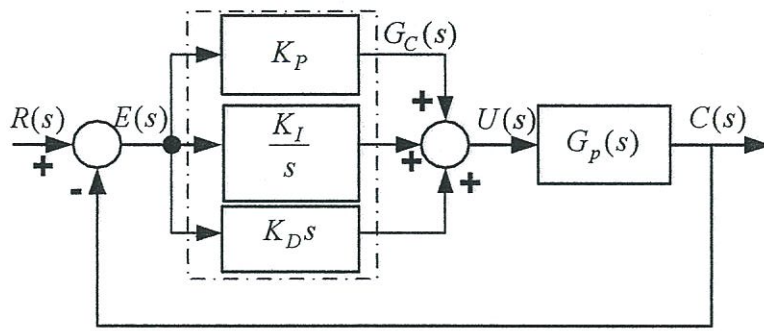 K_P
G_C(s)
+
R(s)
E(s)
K_I
s
U(s)
G_p(s)
C(s)
+
+
+
-
K_D s